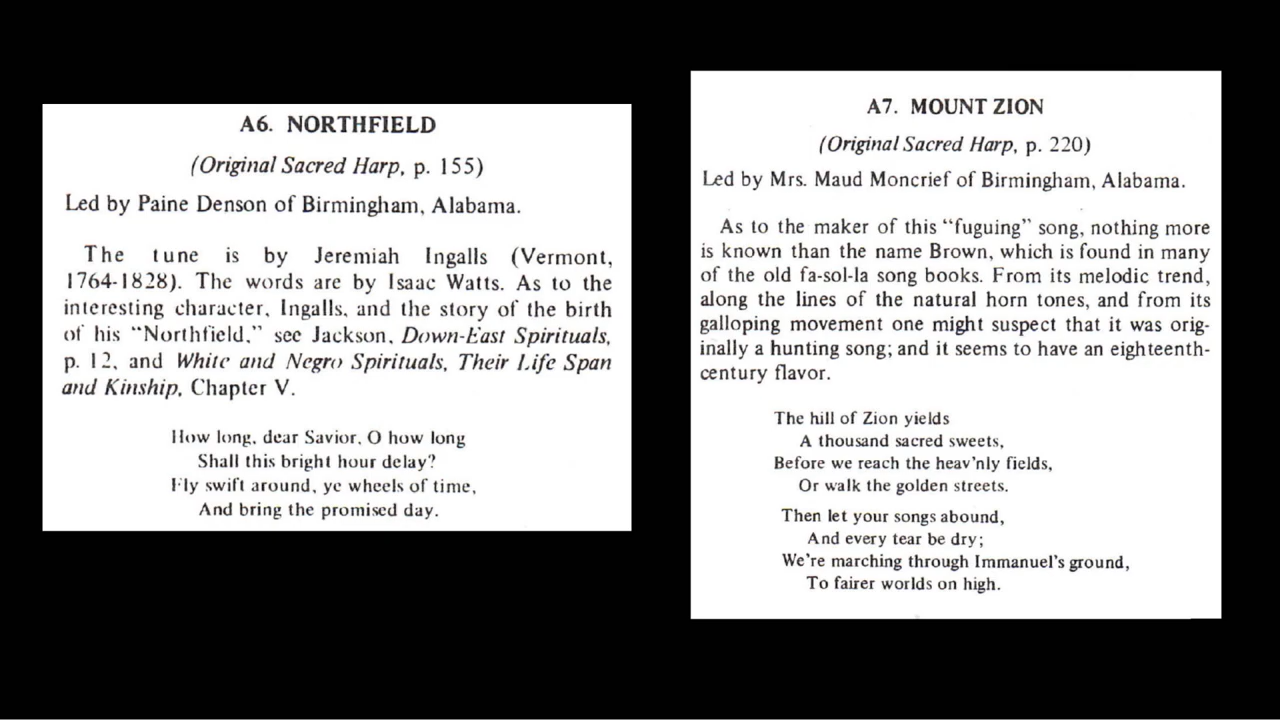 A6. NORTHFIELD
(Original Sacred Harp, p. 155)
Led by Paine Denson of Birmingham, Alabama.
The tune is by Jeremiah Ingalls (Vermont,
1764-1828). The words are by Isaac Watts. As to the
interesting character, Ingalls, and the story of the birth
of his “Northfield,” see Jackson, Down-East Spirituals,
p. 12, and White and Negro Spirituals, Their Life Span
and Kinship, Chapter V.
How long, dear Savior, O how long
Shall this bright hour delay?
Fly swift around, ye wheels of time,
And bring the promised day.
A7. MOUNT ZION
(Original Sacred Harp, p. 220)
Led by Mrs. Maud Moncrief of Birmingham, Alabama.
As to the maker of this “fuguing” song, nothing more
is known than the name Brown, which is found in many
of the old fa-sol-la song books. From its melodic trend,
along the lines of the natural horn tones, and from its
galloping movement one might suspect that it was orig-
inally a hunting song; and it seems to have an eighteenth-
century flavor.
The hill of Zion yields
A thousand sacred sweets,
Before we reach the heav’nly fields,
Or walk the golden streets.
Then let your songs abound,
And every tear be dry;
We’re marching through Immanuel’s ground,
To fairer worlds on high.